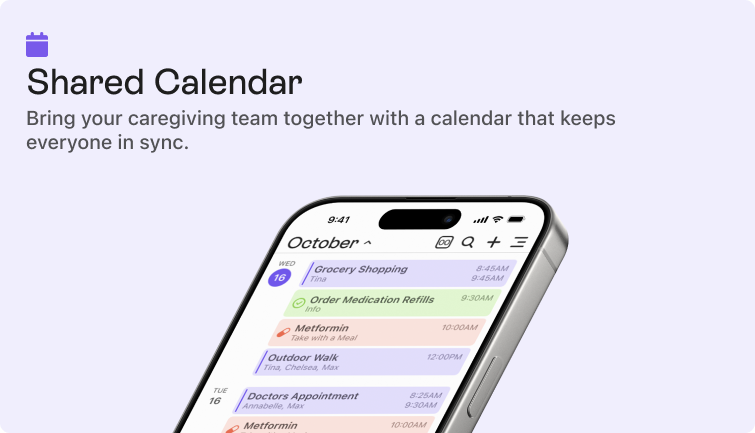 Shared Calendar
Bring your caregiving team together with a calendar that keeps
everyone in sync.
9:41
October
WED
16
Grocery Shopping
Tina
8:45AM
9:45AM
Order Medication Refills
Info
9:30AM
Metformin
Take with a Meal
10:00AM
Outdoor Walk
Tina, Chelsea, Max
12:00PM
TUE
16
Doctors Appointment
Annabelle, Max
8:25AM
9:30AM
Metformin
10:00AM